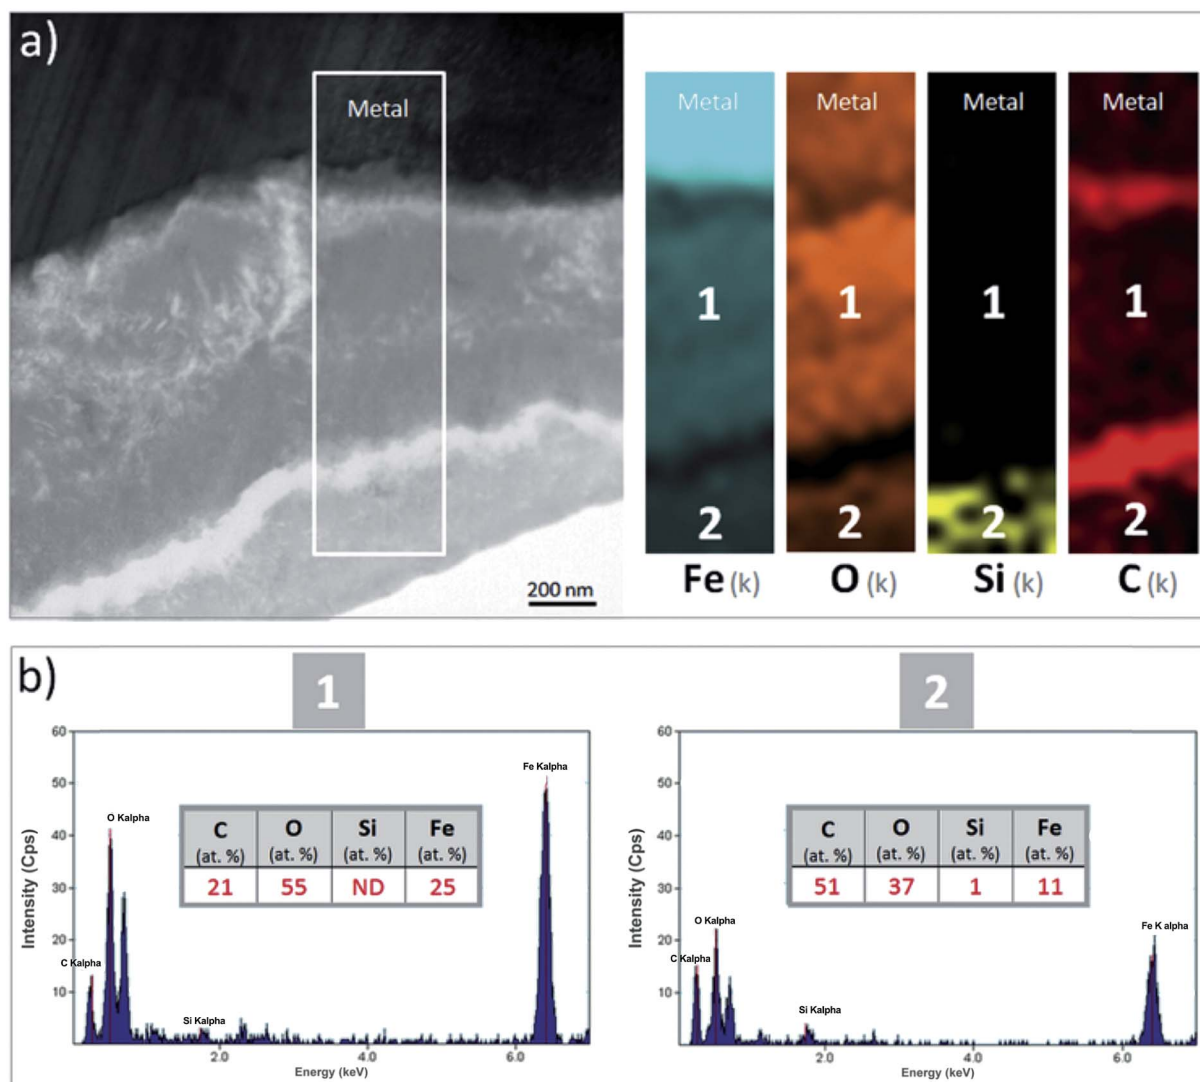 a)
Metal
200 nm
Metal Metal Metal Metal
1 1 1 1
2 2 2 2
Fe (k) O (k) Si (k) C (k)
b)
1
60
50
40
30
20
10
Intensity (Cps)
C Kalpha
O Kalpha
Si Kalpha
Fe Kalpha
C O Si Fe
(at. %) (at. %) (at. %) (at. %)
21 55 ND 25
2.0 4.0 6.0
Energy (keV)
2
60
50
40
30
20
10
Intensity (Cps)
C Kalpha
O Kalpha
Si Kalpha
Fe K alpha
C O Si Fe
(at. %) (at. %) (at. %) (at. %)
51 37 1 11
2.0 4.0 6.0
Energy (keV)